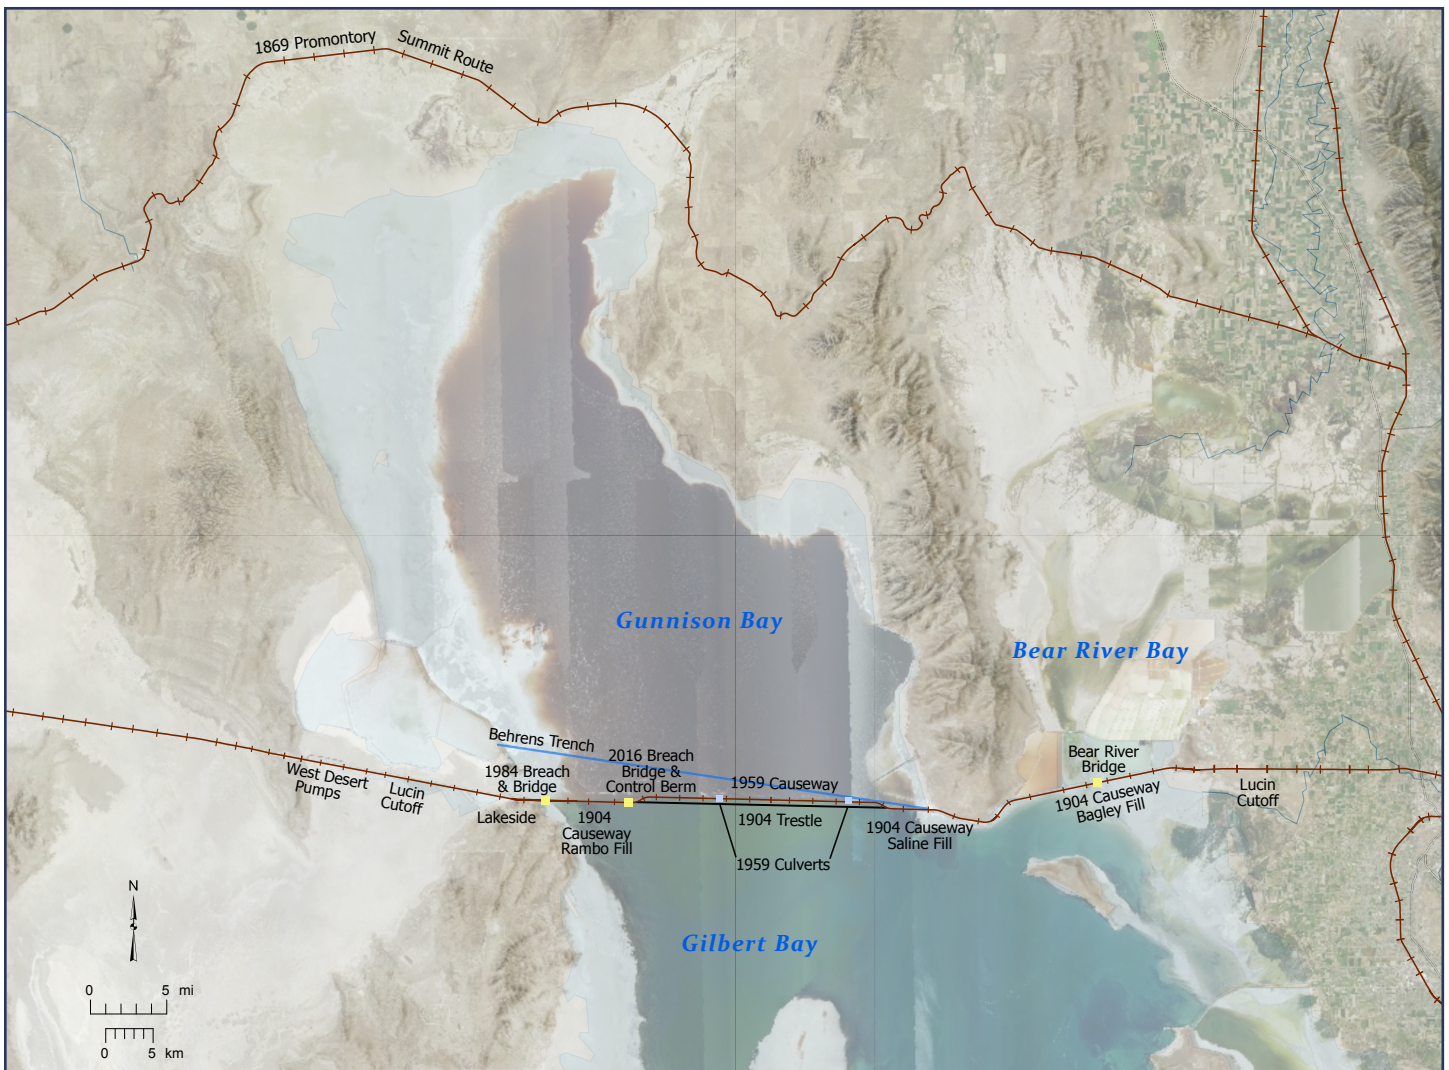 1869 Promontory Summit Route
Gunnison Bay
Bear River Bay
Behrens Trench
2016 Breach
Bridge &
Control Berm
Bear River
Bridge
1984 Breach
& Bridge
1959 Causeway
West Desert
Pumps
Lucin
Cutoff
Lucin
Cutoff
1904 Causeway
Bagley Fill
Lakeside
1904
Causeway
Rambo Fill
1904 Trestle
1904 Causeway
Saline Fill
1959 Culverts
N
Gilbert Bay
0 5 mi
0 5 km